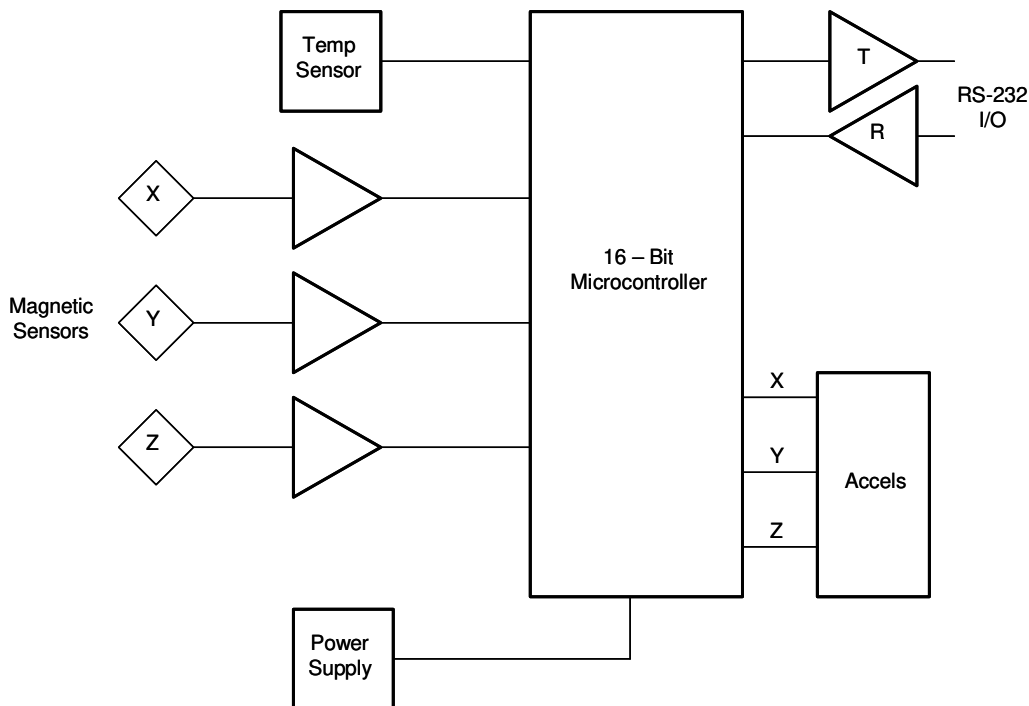 Temp
Sensor
T
RS-232
I/O
R
X
16 – Bit
Microcontroller
Magnetic
Sensors
Y
X
Z
Y
Accels
Z
Power
Supply